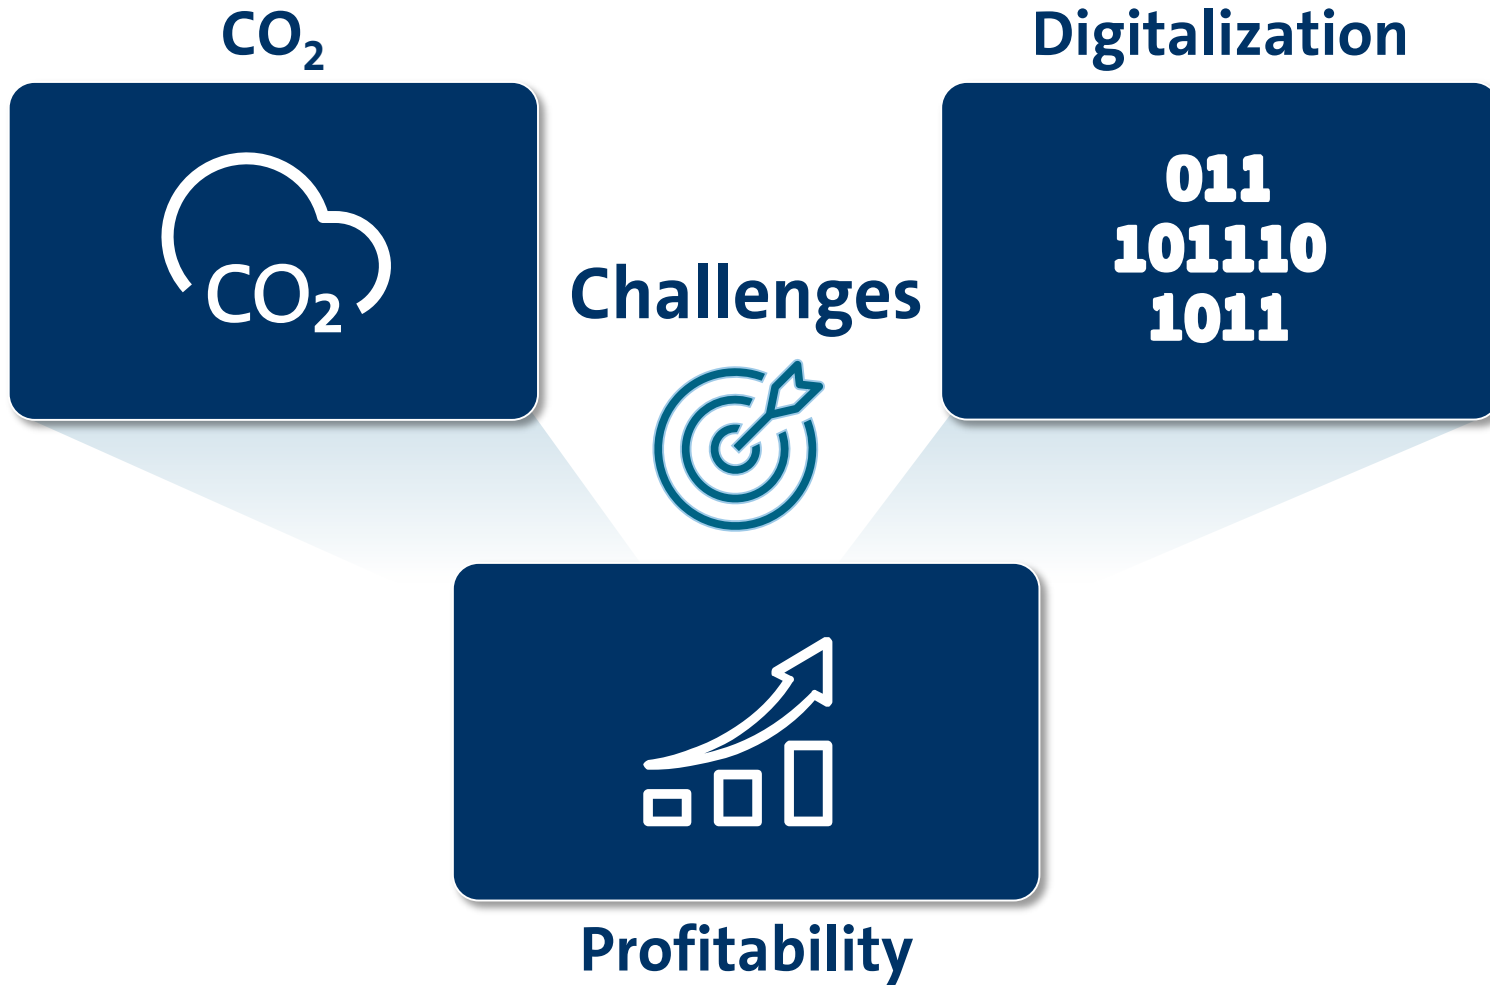 CO₂
Digitalization
CO₂
011
101110
1011
Challenges
Profitability